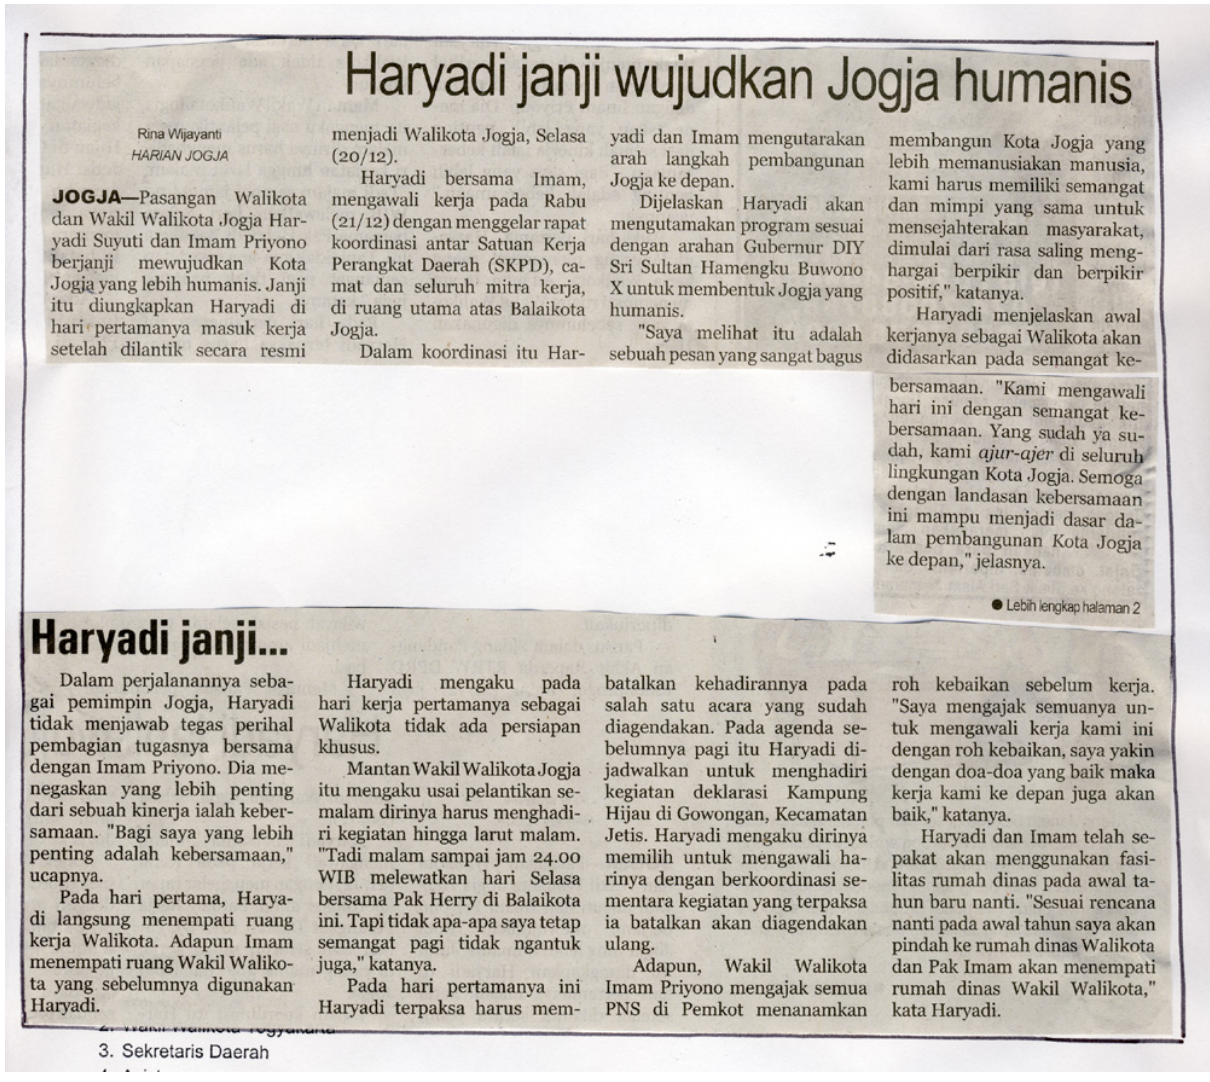 Haryadi janji wujudkan Jogja humanis
Rina Wijayanti
HARIAN JOGJA
JOGJA—Pasangan Walikota
dan Wakil Walikota Jogja Har-
yadi Suyuti dan Imam Priyono
berjanji mewujudkan Kota
Jogja yang lebih humanis. Janji
itu diungkapkan Haryadi di
hari pertamanya masuk kerja
setelah dilantik secara resmi
menjadi Walikota Jogja, Selasa
(20/12).
Haryadi bersama Imam,
mengawali kerja pada Rabu
(21/12) dengan menggelar rapat
koordinasi antar Satuan Kerja
Perangkat Daerah (SKPD), ca-
mat dan seluruh mitra kerja,
di ruang utama atas Balaikota
Jogja.
Dalam koordinasi itu Har-
yadi dan Imam mengutarakan
arah langkah pembangunan
Jogja ke depan.
Dijelaskan Haryadi akan
mengutamakan program sesuai
dengan arahan Gubernur DIY
Sri Sultan Hamengku Buwono
X untuk membentuk Jogja yang
humanis.
"Saya melihat itu adalah
sebuah pesan yang sangat bagus
membangun Kota Jogja yang
lebih memanusiakan manusia,
kami harus memiliki semangat
dan mimpi yang sama untuk
mensejahterakan masyarakat,
dimulai dari rasa saling meng-
hargai berpikir dan berpikir
positif," katanya.
Haryadi menjelaskan awal
kerjanya sebagai Walikota akan
didasarkan pada semangat ke-
bersamaan. "Kami mengawali
hari ini dengan semangat ke-
bersamaan. Yang sudah ya su-
dah, kami ajur-ajer di seluruh
lingkungan Kota Jogja. Semoga
dengan landasan kebersamaan
ini mampu menjadi dasar da-
lam pembangunan Kota Jogja
ke depan," jelasnya.
● Lebih lengkap halaman 2
Haryadi janji...
Dalam perjalanannya seba-
gai pemimpin Jogja, Haryadi
tidak menjawab tegas perihal
pembagian tugasnya bersama
dengan Imam Priyono. Dia me-
negaskan yang lebih penting
dari sebuah kinerja ialah keber-
samaan. "Bagi saya yang lebih
penting adalah kebersamaan,"
ucapnya.
Pada hari pertama, Harya-
di langsung menempati ruang
kerja Walikota. Adapun Imam
menempati ruang Wakil Waliko-
ta yang sebelumnya digunakan
Haryadi.
Haryadi mengaku pada
hari kerja pertamanya sebagai
Walikota tidak ada persiapan
khusus.
Mantan Wakil Walikota Jogja
itu mengaku usai pelantikan se-
malam dirinya harus menghadi-
ri kegiatan hingga larut malam.
"Tadi malam sampai jam 24.00
WIB melewatkan hari Selasa
bersama Pak Herry di Balaikota
ini. Tapi tidak apa-apa saya tetap
semangat pagi tidak ngantuk
juga," katanya.
Pada hari pertamanya ini
Haryadi terpaksa harus mem-
batalkan kehadirannya pada
salah satu acara yang sudah
diagendakan. Pada agenda se-
belumnya pagi itu Haryadi di-
jadwalkan untuk menghadiri
kegiatan deklarasi Kampung
Hijau di Gowongan, Kecamatan
Jetis. Haryadi mengaku dirinya
memilih untuk mengawali ha-
rinya dengan berkoordinasi se-
mentara kegiatan yang terpaksa
ia batalkan akan diagendakan
ulang.
Adapun, Wakil Walikota
Imam Priyono mengajak semua
PNS di Pemkot menanamkan
roh kebaikan sebelum kerja.
"Saya mengajak semuanya un-
tuk mengawali kerja kami ini
dengan roh kebaikan, saya yakin
dengan doa-doa yang baik maka
kerja kami ke depan juga akan
baik," katanya.
Haryadi dan Imam telah se-
pakat akan menggunakan fasi-
litas rumah dinas pada awal ta-
hun baru nanti. "Sesuai rencana
nanti pada awal tahun saya akan
pindah ke rumah dinas Walikota
dan Pak Imam akan menempati
rumah dinas Wakil Walikota,"
kata Haryadi.
2. Wakil Walikota Yogyakarta
3. Sekretaris Daerah